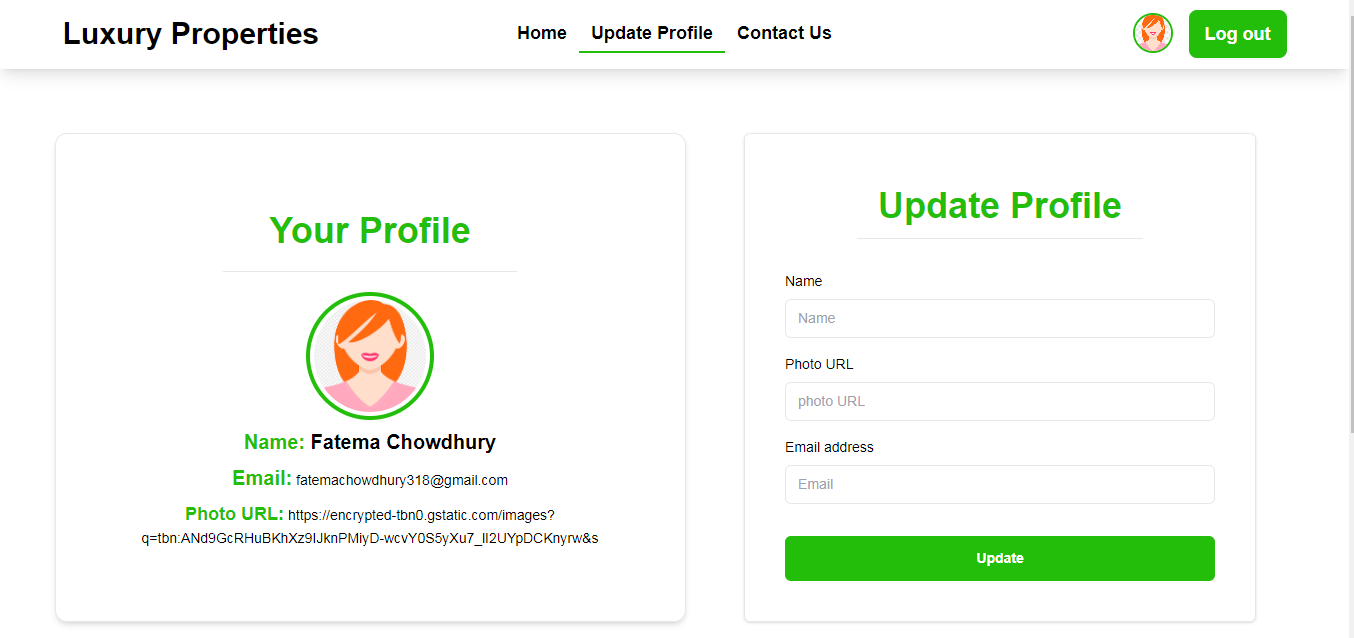 Luxury Properties
Home
Update Profile
Contact Us
Log out
Your Profile
Name: Fatema Chowdhury
Email: fatemachowdhury318@gmail.com
Photo URL: https://encrypted-tbn0.gstatic.com/images?
q=tbn:ANd9GcRHuBKhXz9IJknPMiyD-wcvY0S5yXu7_II2UYpDCKnyrw&s
Update Profile
Name
Name
Photo URL
photo URL
Email address
Email
Update